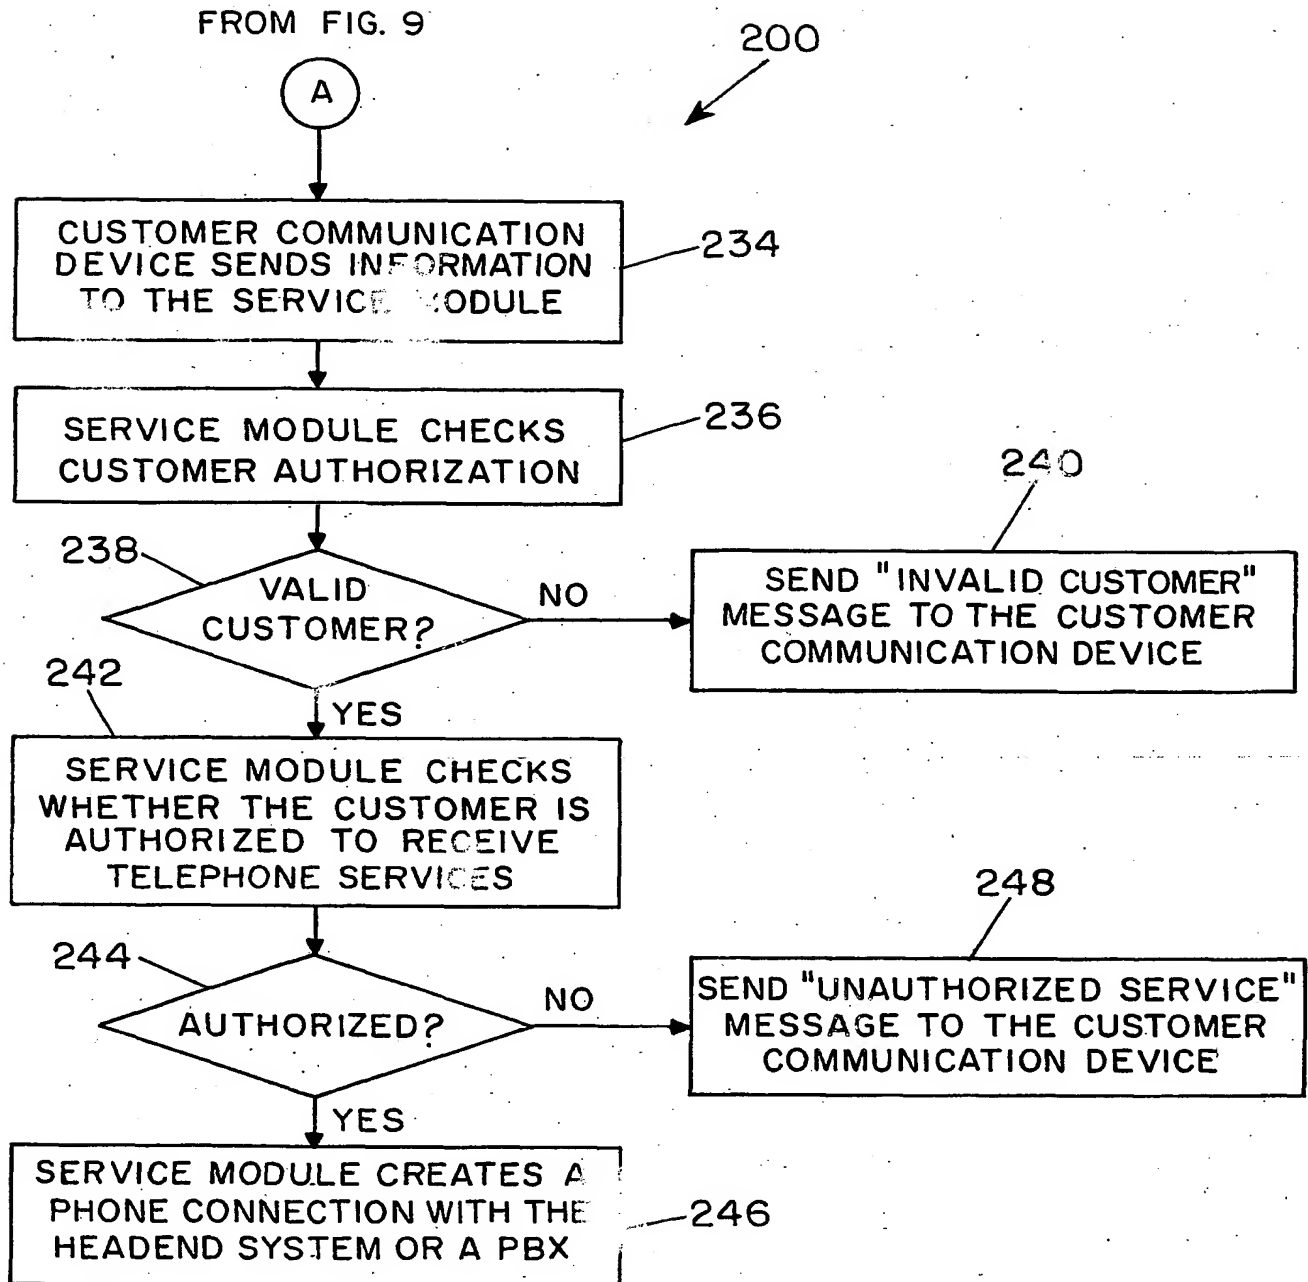 FROM FIG. 9
200
A
CUSTOMER COMMUNICATION
DEVICE SENDS INFORMATION
TO THE SERVICE MODULE
234
SERVICE MODULE CHECKS
CUSTOMER AUTHORIZATION
236
238
VALID
CUSTOMER?
NO
240
SEND "INVALID CUSTOMER"
MESSAGE TO THE CUSTOMER
COMMUNICATION DEVICE
242
YES
SERVICE MODULE CHECKS
WHETHER THE CUSTOMER IS
AUTHORIZED TO RECEIVE
TELEPHONE SERVICES
244
AUTHORIZED?
NO
248
SEND "UNAUTHORIZED SERVICE"
MESSAGE TO THE CUSTOMER
COMMUNICATION DEVICE
YES
SERVICE MODULE CREATES A
PHONE CONNECTION WITH THE
HEADEND SYSTEM OR A PBX
246